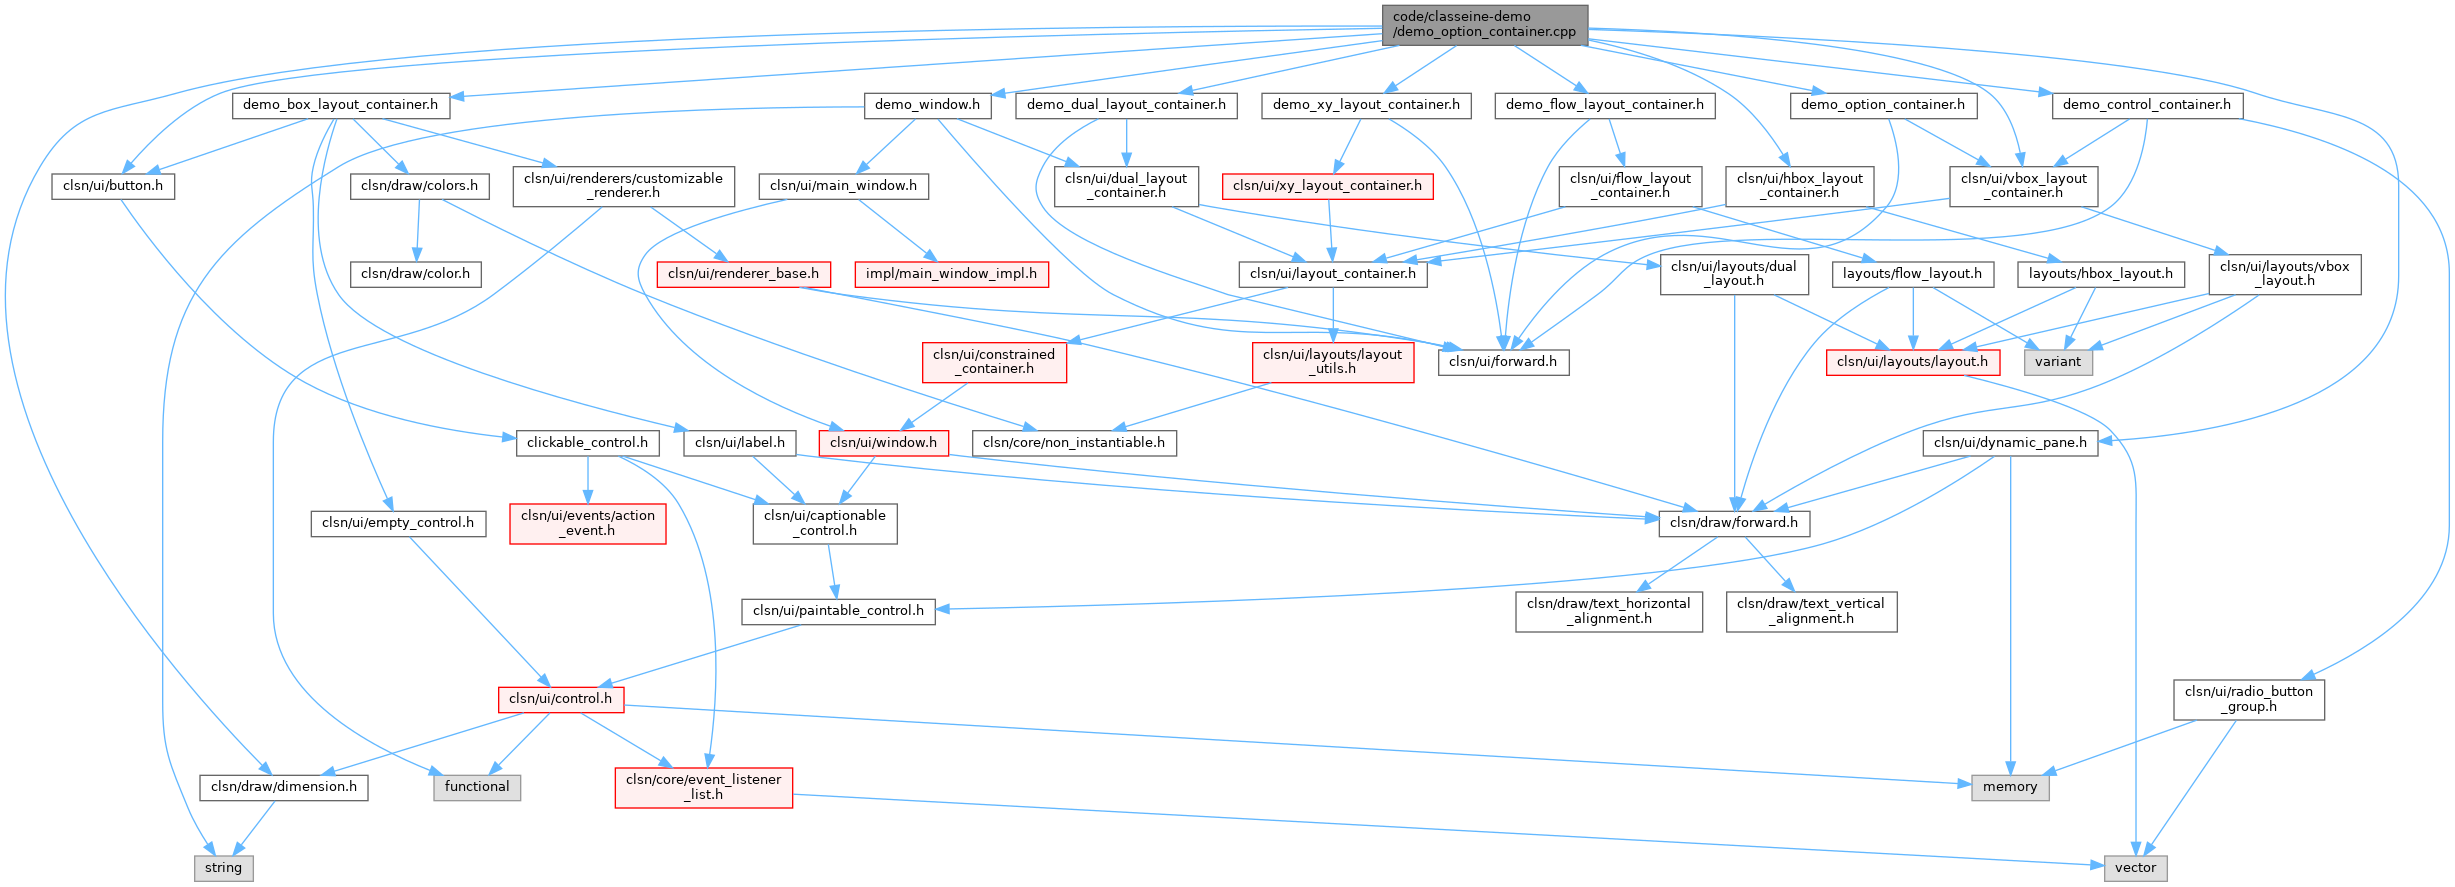 code/classeine-demo
/demo_option_container.cpp
demo_box_layout_container.h
demo_window.h
demo_dual_layout_container.h
demo_xy_layout_container.h
demo_flow_layout_container.h
demo_option_container.h
demo_control_container.h
clsn/ui/button.h
clsn/draw/colors.h
clsn/ui/renderers/customizable
_renderer.h
clsn/ui/main_window.h
clsn/ui/dual_layout
_container.h
clsn/ui/xy_layout_container.h
clsn/ui/flow_layout
_container.h
clsn/ui/hbox_layout
_container.h
clsn/ui/vbox_layout
_container.h
clsn/draw/color.h
clsn/ui/renderer_base.h
impl/main_window_impl.h
clsn/ui/layout_container.h
clsn/ui/layouts/dual
_layout.h
layouts/flow_layout.h
layouts/hbox_layout.h
clsn/ui/layouts/vbox
_layout.h
clsn/ui/constrained
_container.h
clsn/ui/layouts/layout
_utils.h
clsn/ui/forward.h
clsn/ui/layouts/layout.h
variant
clickable_control.h
clsn/ui/label.h
clsn/ui/window.h
clsn/core/non_instantiable.h
clsn/ui/dynamic_pane.h
clsn/ui/empty_control.h
clsn/ui/events/action
_event.h
clsn/ui/captionable
_control.h
clsn/draw/forward.h
clsn/ui/paintable_control.h
clsn/draw/text_horizontal
_alignment.h
clsn/draw/text_vertical
_alignment.h
clsn/ui/control.h
clsn/ui/radio_button
_group.h
clsn/draw/dimension.h
functional
clsn/core/event_listener
_list.h
memory
string
vector